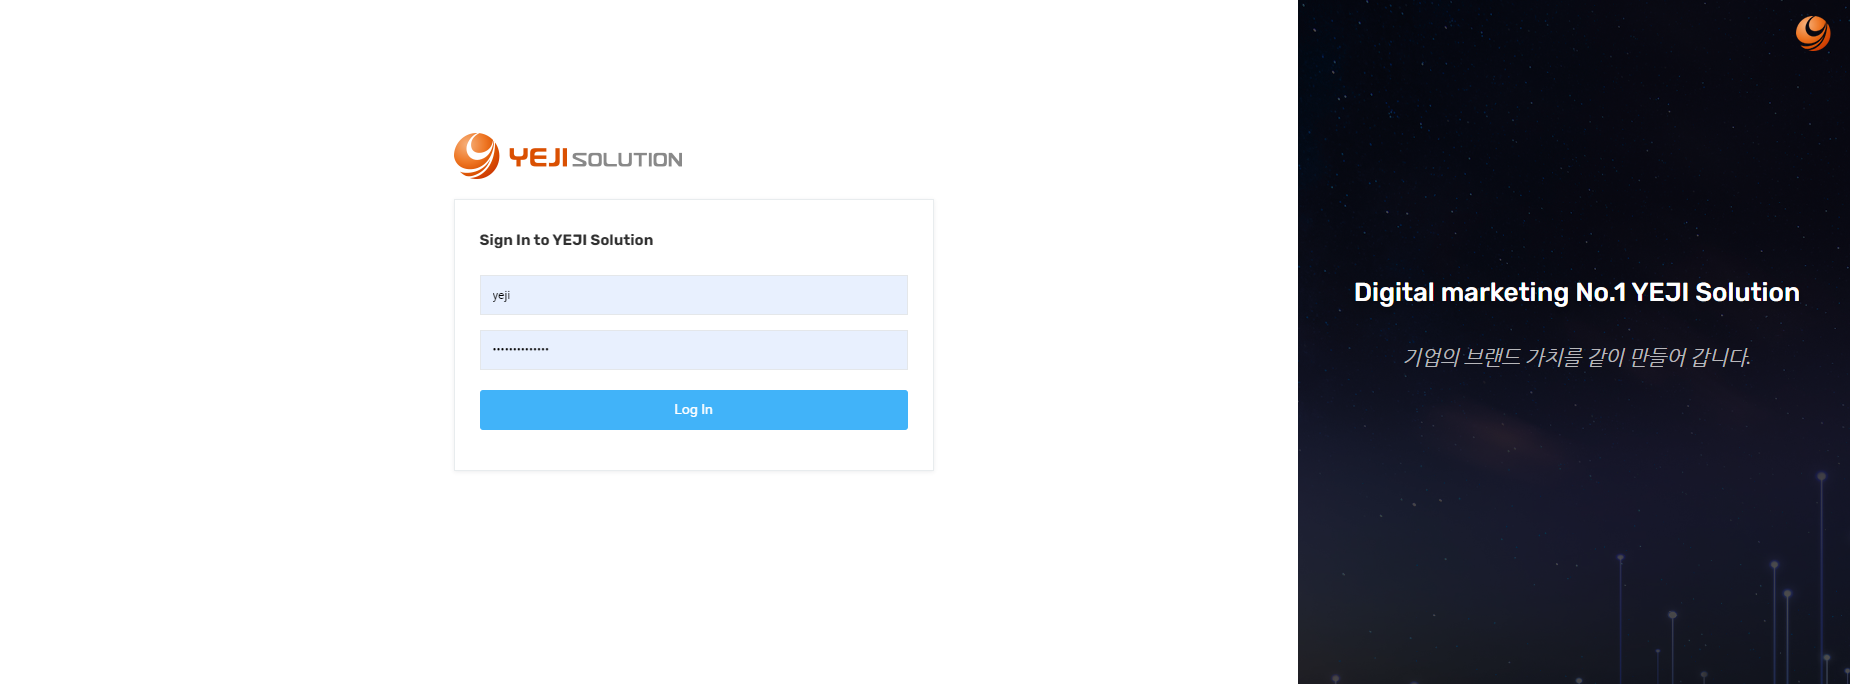 YEJI SOLUTION
Sign In to YEJI Solution
yeji
••••••••••••••
Log In
Digital marketing No.1 YEJI Solution
기업의 브랜드 가치를 같이 만들어 갑니다.